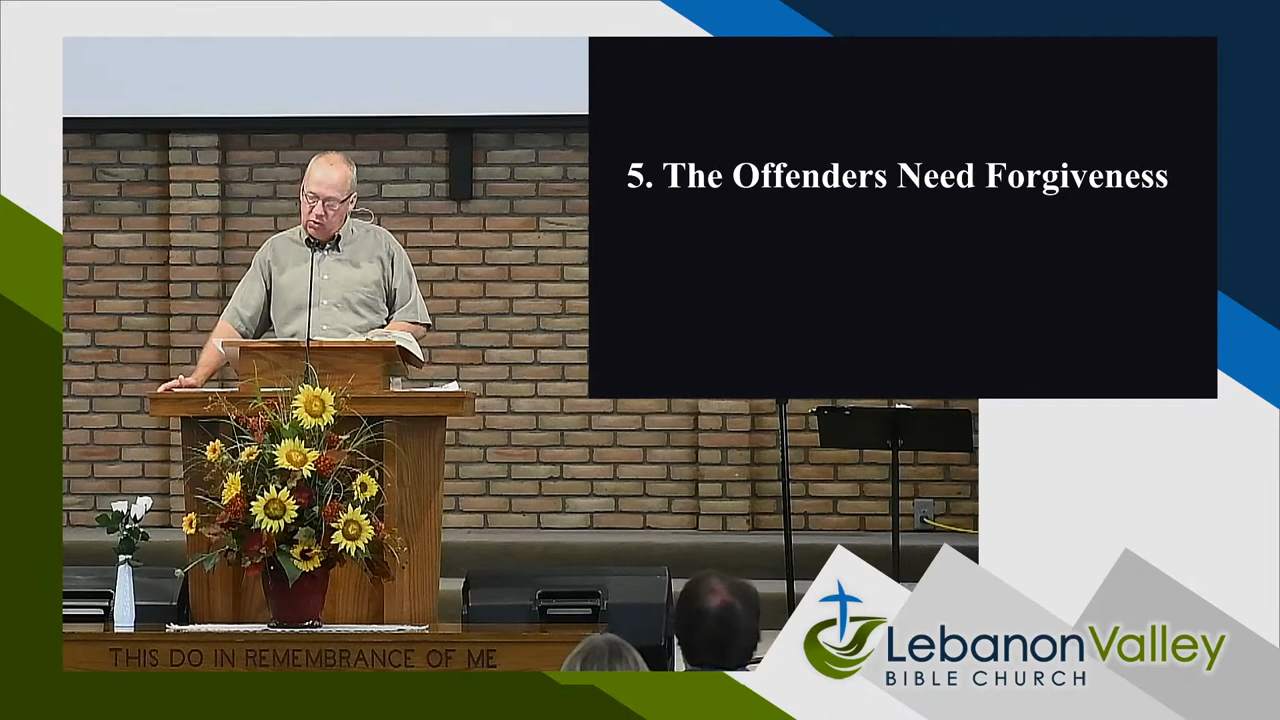 5. The Offenders Need Forgiveness
THIS DO IN REMEMBRANCE OF ME
LebanonValley
BIBLE CHURCH